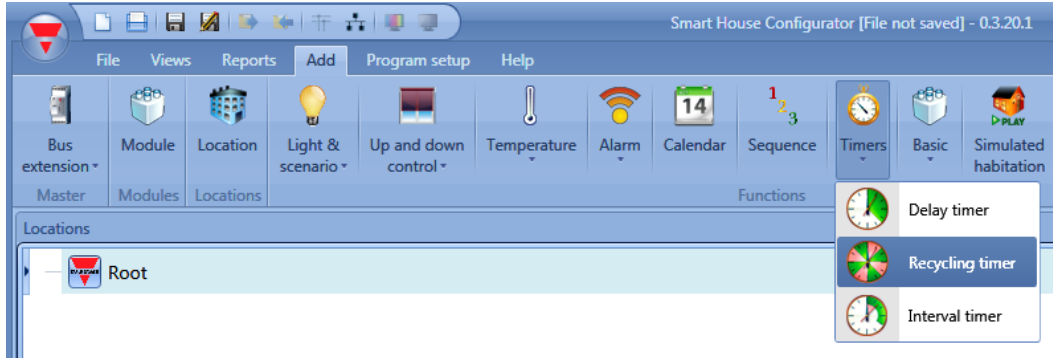 Smart House Configurator [File not saved] - 0.3.20.1
File Views Reports Add Program setup Help
14 1 2 3 PLAY
Bus extension Module Location Light & scenario Up and down control Temperature Alarm Calendar Sequence Timers Basic Simulated habitation
Master Modules Locations Functions
Delay timer
Locations
Recycling timer
Root
Interval timer